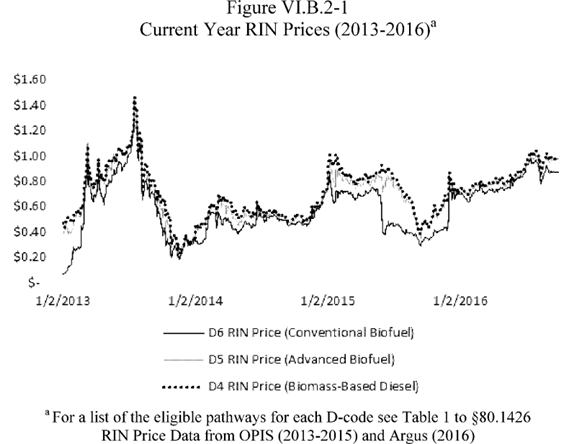 Figure VI.B.2-1
Current Year RIN Prices (2013-2016)a
$1.60
$1.40
$1.20
$1.00
$0.80
$0.60
$0.40
$0.20
$-
1/2/2013 1/2/2014 1/2/2015 1/2/2016
D6 RIN Price (Conventional Biofuel)
D5 RIN Price (Advanced Biofuel)
D4 RIN Price (Biomass-Based Diesel)
a For a list of the eligible pathways for each D-code see Table 1 to §80.1426
RIN Price Data from OPIS (2013-2015) and Argus (2016)